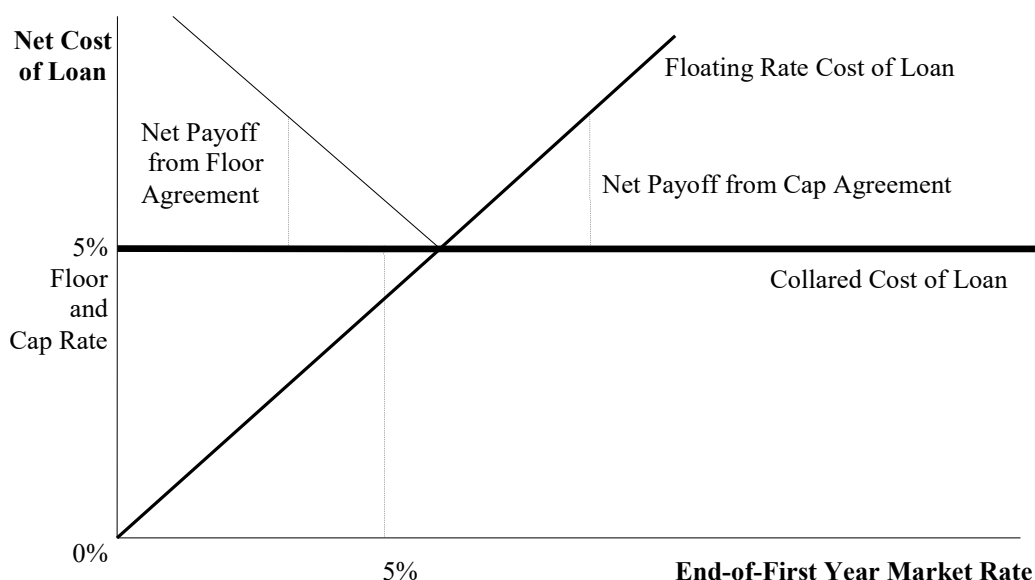 Net Cost
of Loan
Floating Rate Cost of Loan
Net Payoff
from Floor
Agreement
Net Payoff from Cap Agreement
5%
Floor
and
Cap Rate
Collared Cost of Loan
0%
5%
End-of-First Year Market Rate